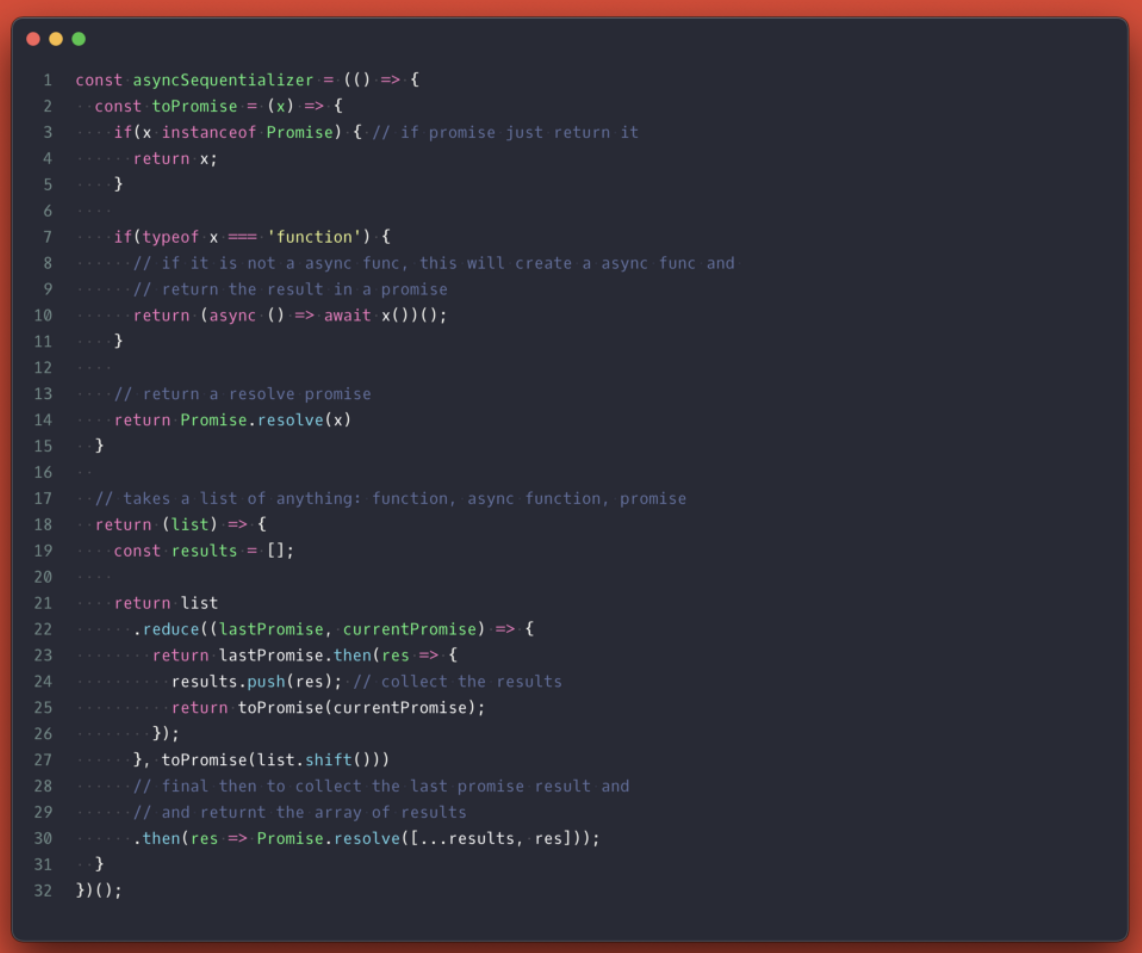 1 const asyncSequentializer = (() => {
2   const toPromise = (x) => {
3     if(x instanceof Promise) { // if promise just return it
4       return x;
5     }
6
7     if(typeof x === 'function') {
8       // if it is not a async func, this will create a async func and
9       // return the result in a promise
10       return (async () => await x())();
11     }
12
13     // return a resolve promise
14     return Promise.resolve(x)
15   }
16
17   // takes a list of anything: function, async function, promise
18   return (list) => {
19     const results = [];
20
21     return list
22       .reduce((lastPromise, currentPromise) => {
23         return lastPromise.then(res => {
24           results.push(res); // collect the results
25           return toPromise(currentPromise);
26         });
27       }, toPromise(list.shift()))
28       // final then to collect the last promise result and
29       // and returnt the array of results
30       .then(res => Promise.resolve([...results, res]));
31   }
32 })();